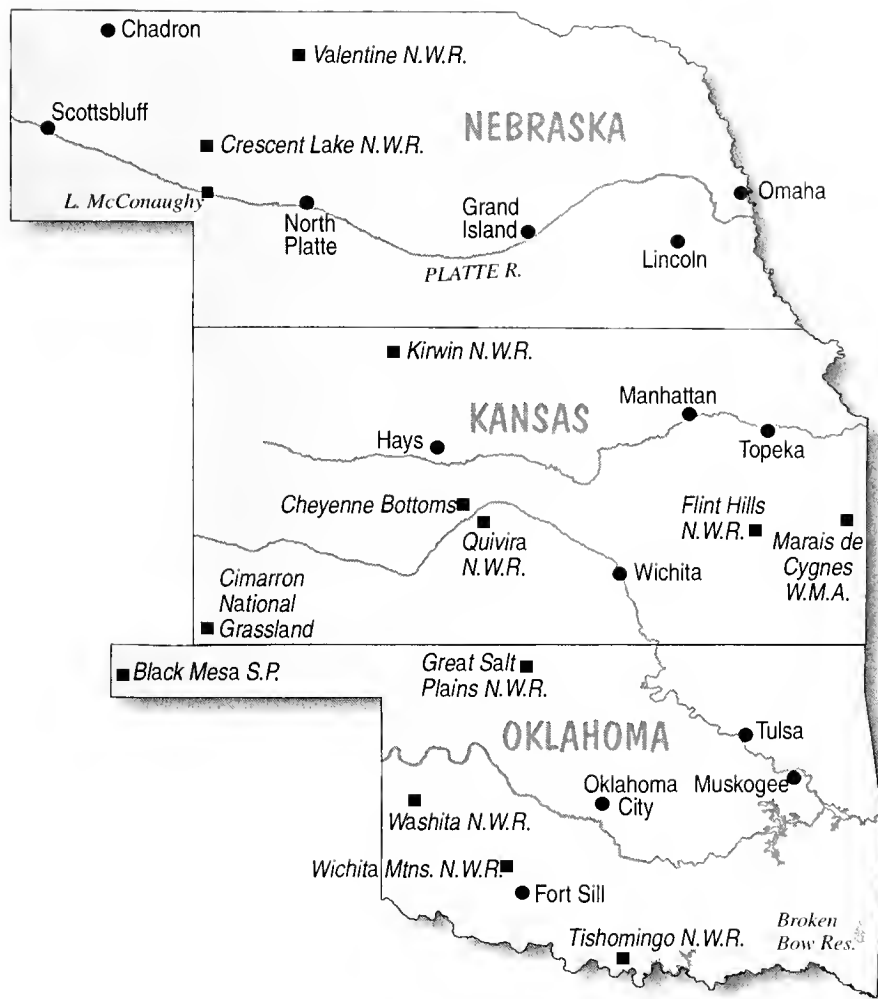 Chadron
Valentine N.W.R.
Scottsbluff
NEBRASKA
Crescent Lake N.W.R.
L. McConaughy
North
Platte
Grand
Island
Omaha
Lincoln
PLATTE R.
Kirwin N.W.R.
KANSAS
Manhattan
Hays
Topeka
Cheyenne Bottoms
Quivira
N.W.R.
Flint Hills
N.W.R.
Marais de
Cygnes
W.M.A.
Wichita
Cimarron
National
Grassland
Black Mesa S.P.
Great Salt
Plains N.W.R.
OKLAHOMA
Tulsa
Oklahoma
City
Muskogee
Washita N.W.R.
Wichita Mtns. N.W.R.
Fort Sill
Tishomingo N.W.R.
Broken
Bow Res.